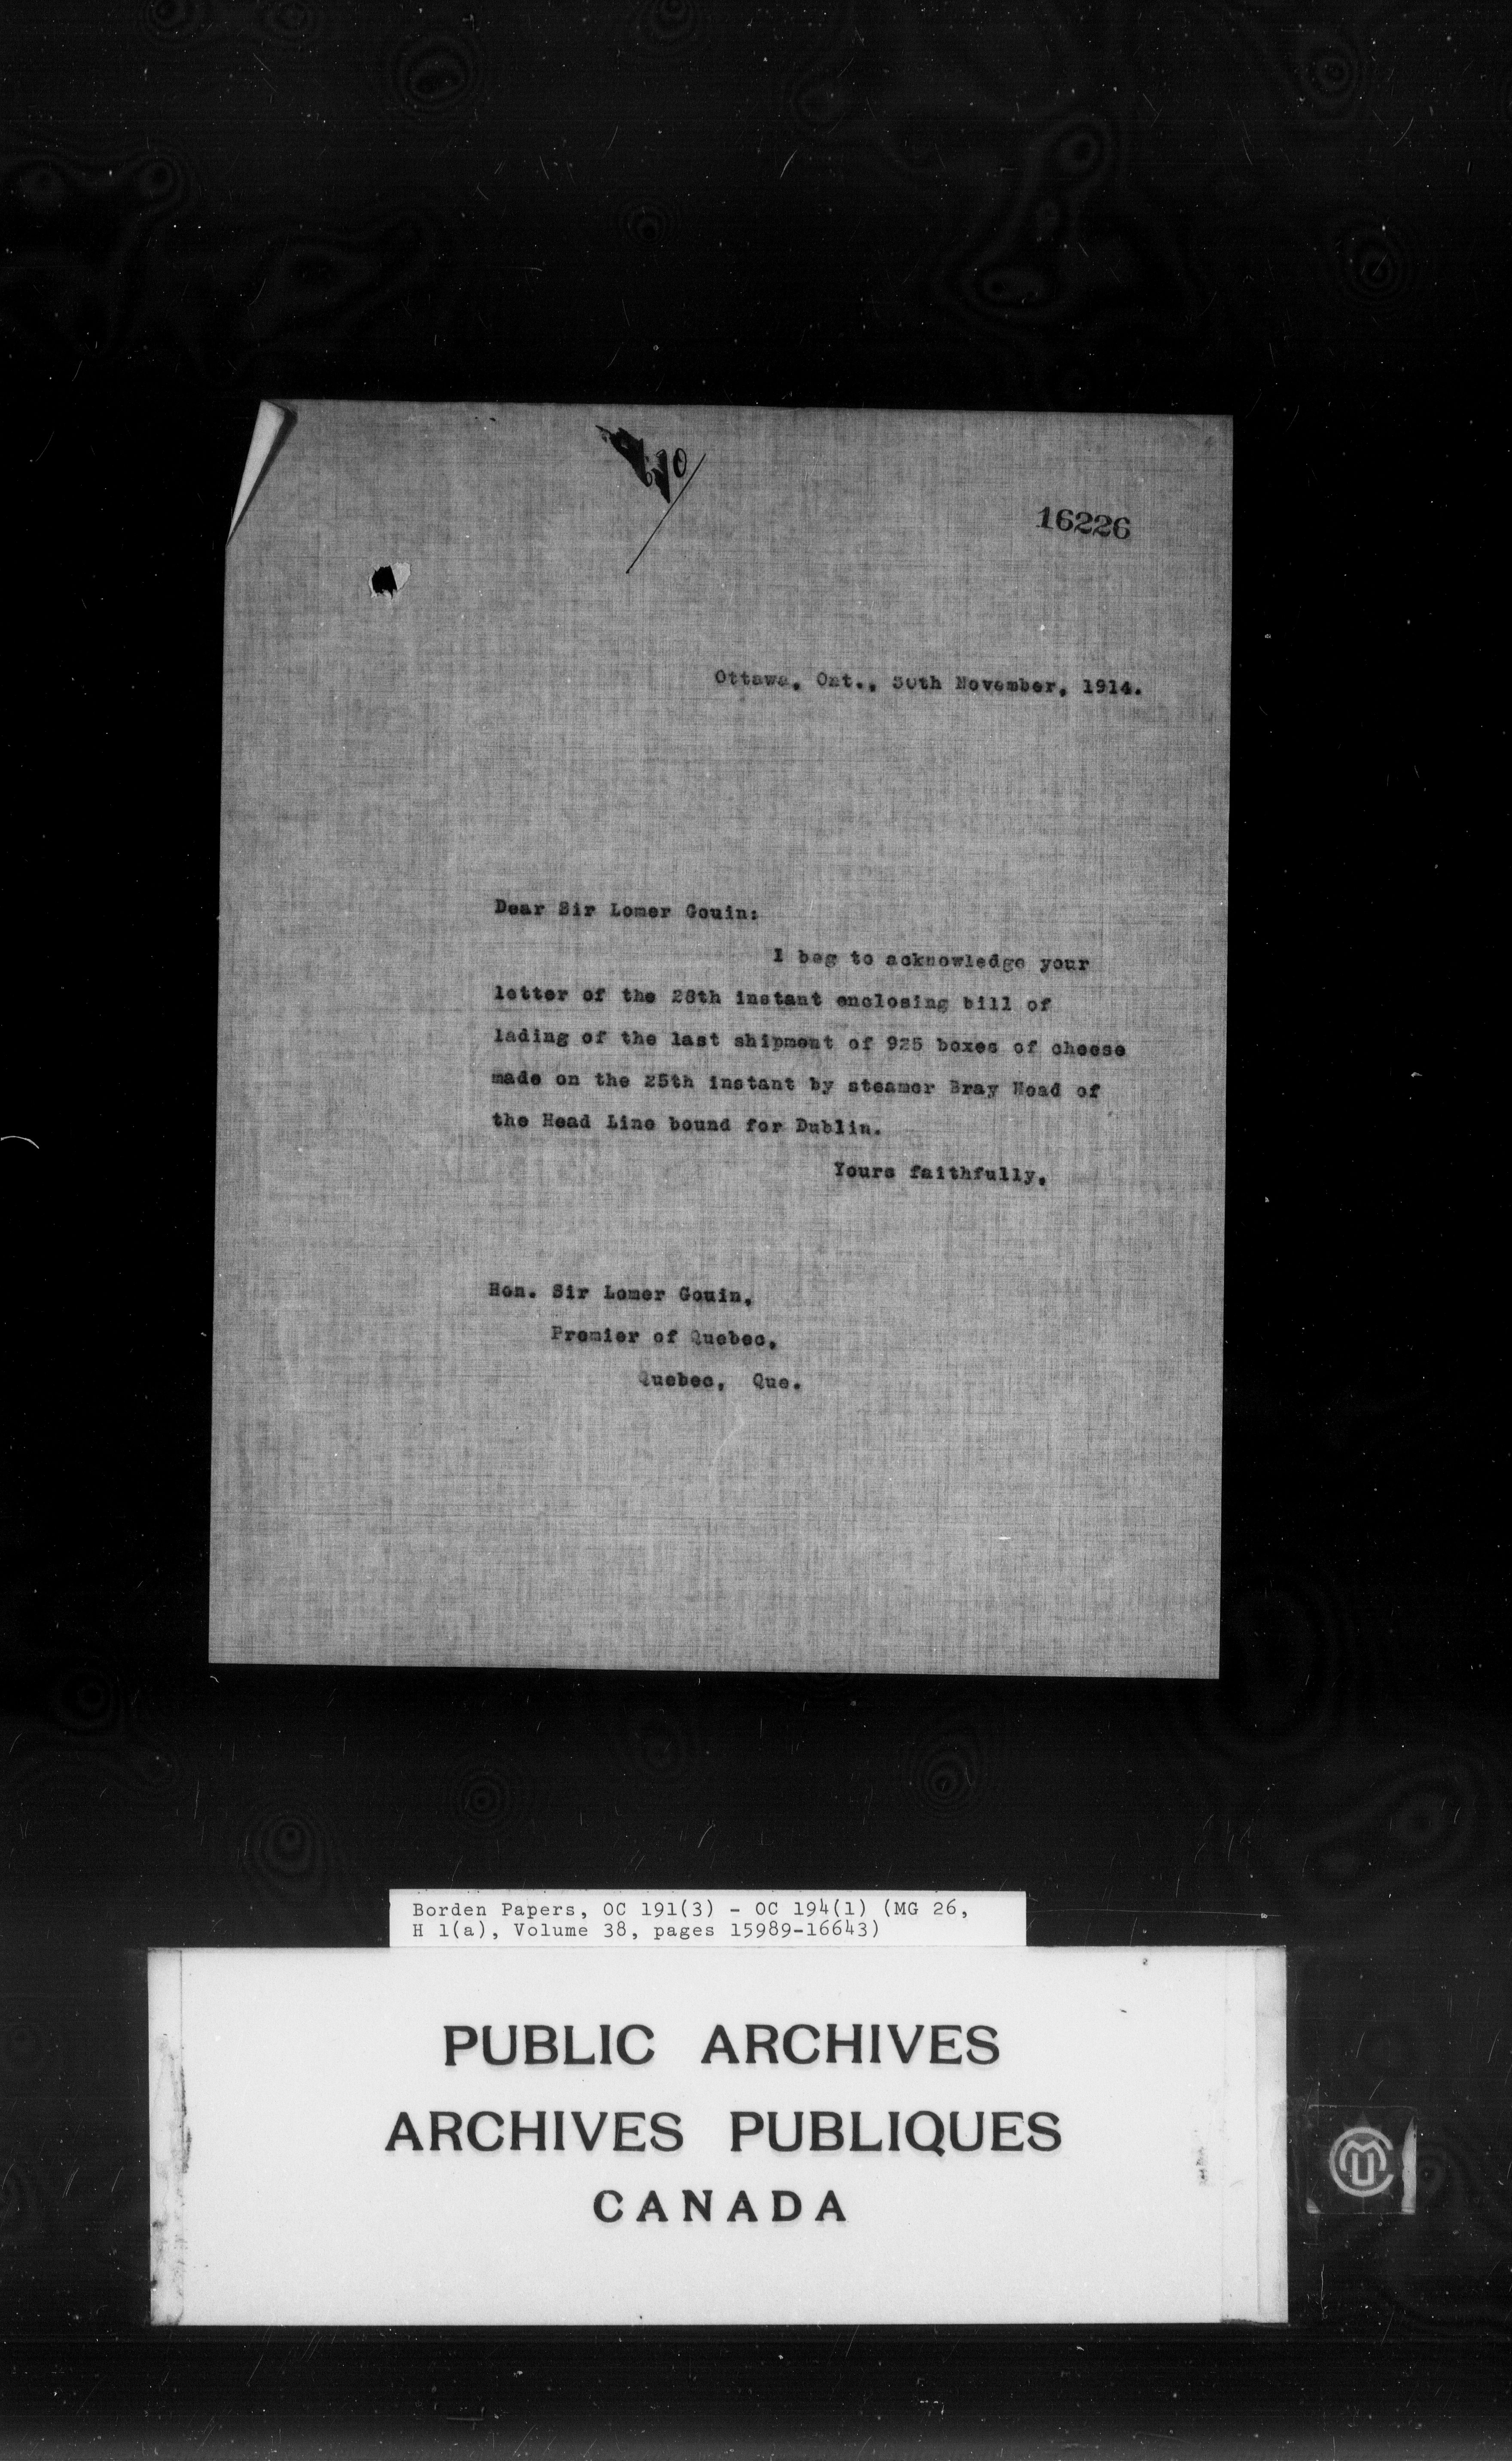 16226
Ottawa, Ont., 30th November, 1914.
Dear Sir Lomer Gouin:
I beg to acknowledge your
letter of the 28th instant enclosing bill of
lading of the last shipment of 925 boxes of cheese
made on the 25th instant by steamer Bray Head of
the Head Line bound for Dublin.
Yours faithfully,
Hon. Sir Lomer Gouin,
Premier of Quebec,
Quebec, Que.
Borden Papers, OC 191(3) - OC 194(1) (MG 26,
H 1(a), Volume 38, pages 15989-16643)
PUBLIC ARCHIVES
ARCHIVES PUBLIQUES
CANADA